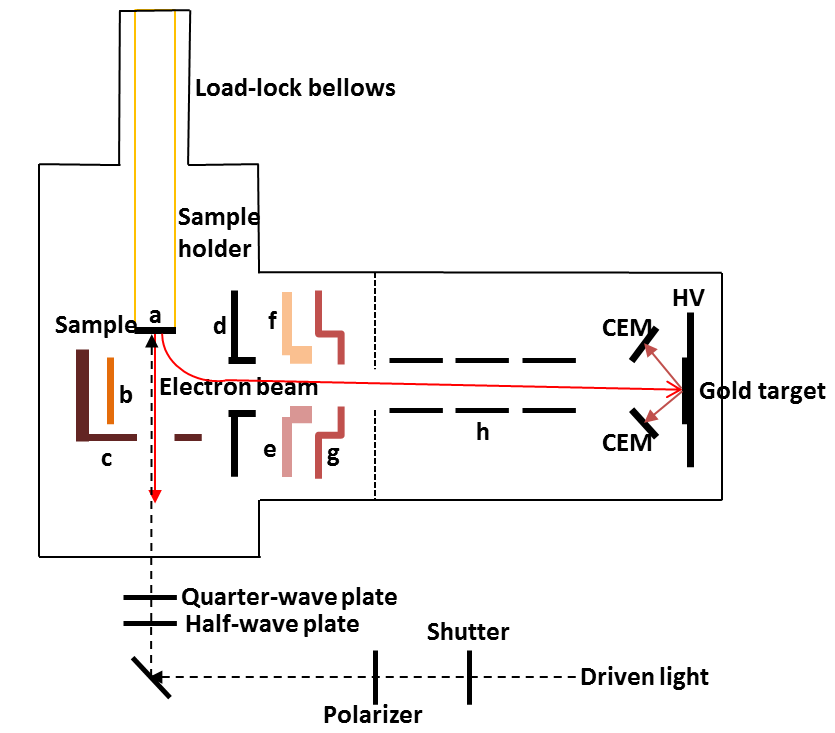 Load-lock bellows
Sample
holder
a
Sample
d
f
HV
CEM
b
Electron beam
Gold target
c
e
g
h
CEM
Quarter-wave plate
Half-wave plate
Shutter
Driven light
Polarizer